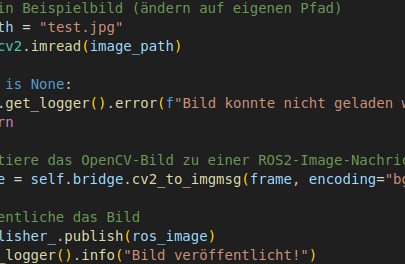 in Beispielbild (ändern auf eigenen Pfad)
th = "test.jpg"
cv2.imread(image_path)
is None:
.get_logger().error(f"Bild konnte nicht geladen
rn
tiere das OpenCV-Bild zu einer ROS2-Image-Nachric
e = self.bridge.cv2_to_imgmsg(frame, encoding="bg
entliche das Bild
lisher_.publish(ros_image)
_logger().info("Bild veröffentlicht!")